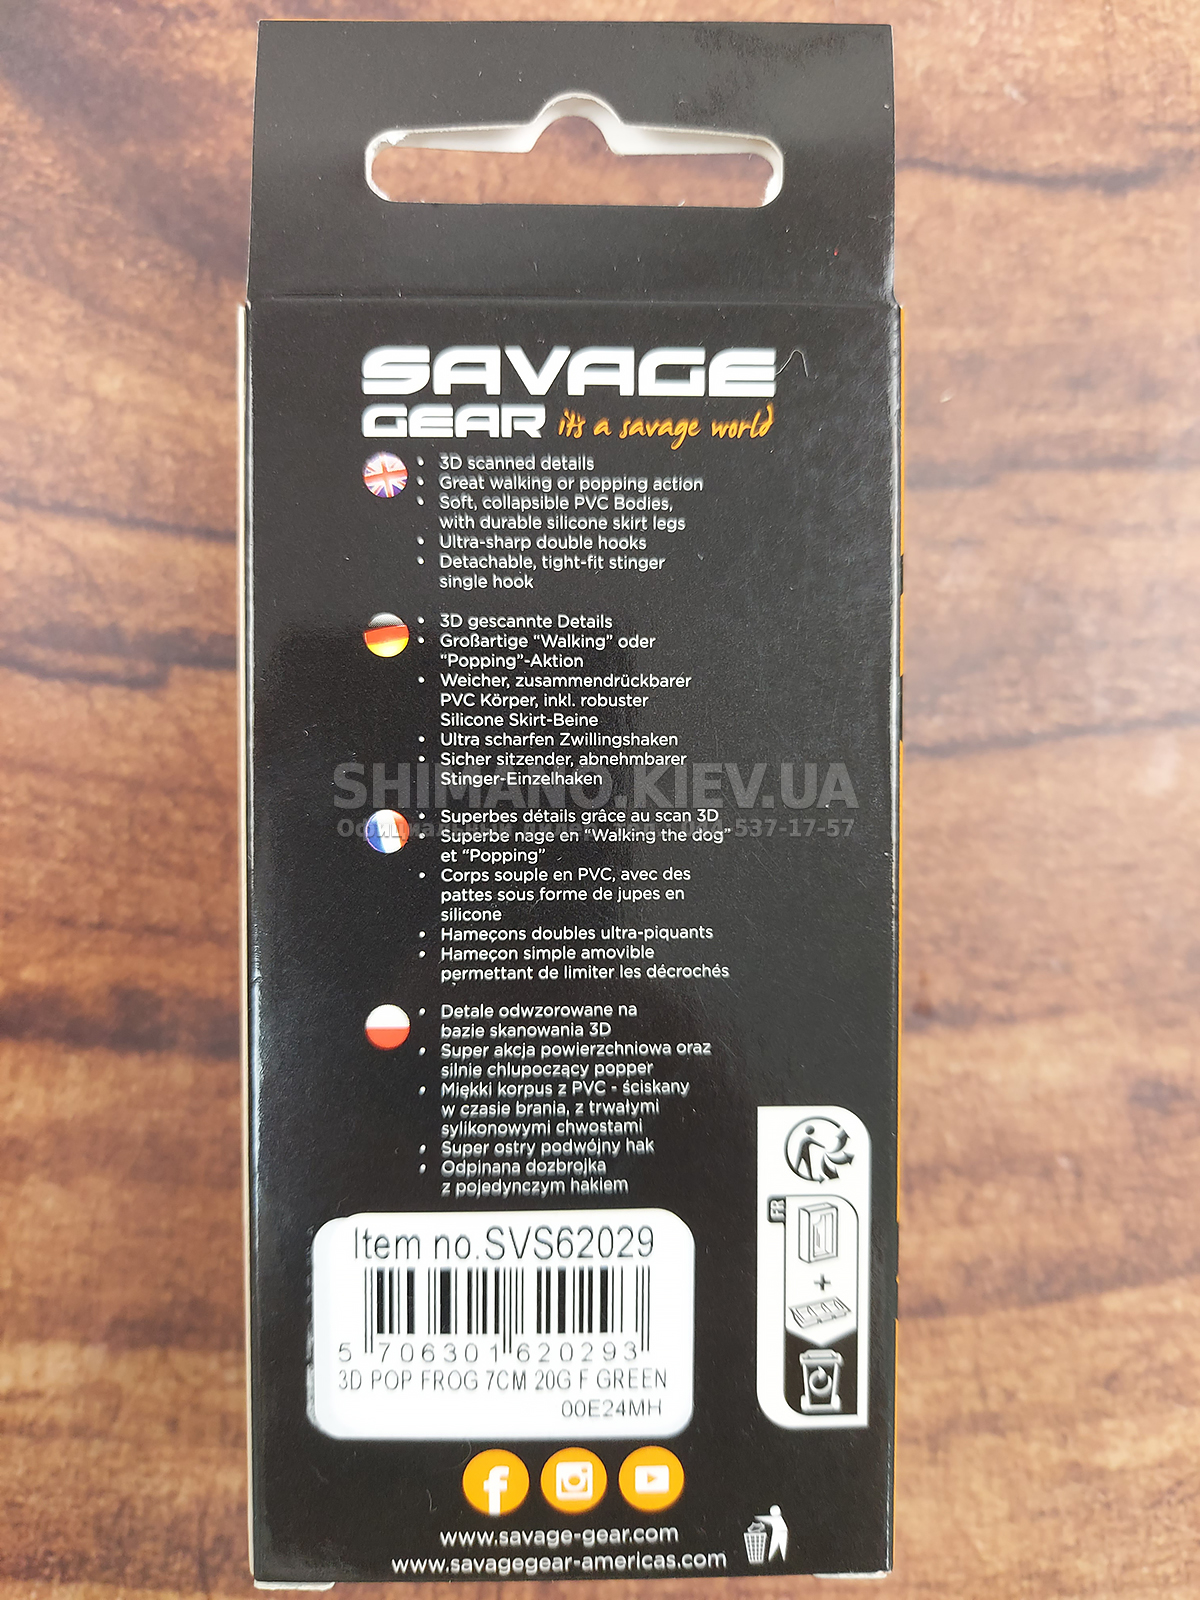 SAVAGE
GEAR it's a savage world
• 3D scanned details
• Great walking or popping action
• Soft, collapsible PVC Bodies,
with durable silicone skirt legs
• Ultra-sharp double hooks
• Detachable, tight-fit stinger
single hook
• 3D gescannte Details
• Großartige "Walking" oder
"Popping"-Aktion
• Weicher, zusammendrückbarer
PVC Körper, inkl. robuster
Silicone Skirt-Beine
• Ultra scharfen Zwillingshaken
• Sicher sitzender, abnehmbarer
Stinger-Einzelhaken
SHIMANO.KIEV.UA
• Superbes détails grâce au scan 3D
Официальный 537-17-57
• Superbe nage en "Walking the dog"
et "Popping"
• Corps souple en PVC, avec des
pattes sous forme de jupes en
silicone
• Hameçons doubles ultra-piquants
• Hameçon simple amovible
permettant de limiter les décrochés
• Detale odwzorowane na
bazie skanowania 3D
• Super akcja powierzchniowa oraz
silnie chlupoczący popper
• Miękki korpus z PVC - ściskany
w czasie brania, z trwałymi
sylikonowymi chwostami
• Super ostry podwójny hak
• Odpinana dozbrojka
z pojedynczym hakiem
FR
+
Item no.SVS62029
5 706301 620293
3D POP FROG 7CM 20G F GREEN
00E24MH
www.savage-gear.com
www.savagegear-americas.com